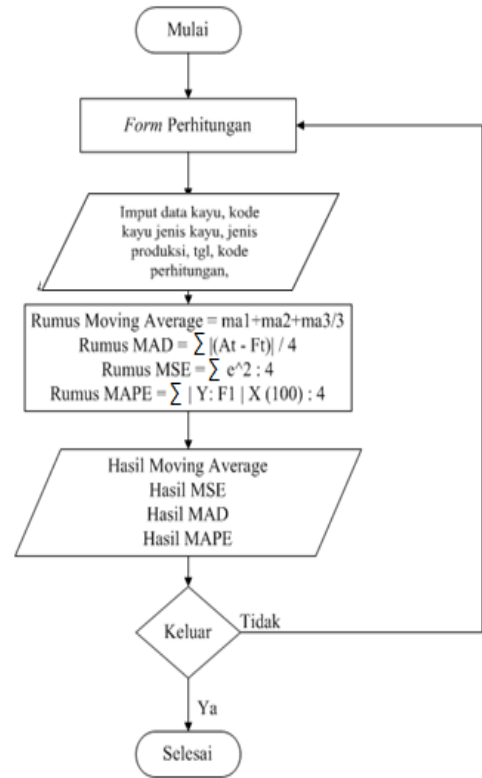 Mulai
Form Perhitungan
Imput data kayu, kode
kayu jenis kayu, jenis
produksi, tgl, kode
perhitungan,
Rumus Moving Average = ma1+ma2+ma3/3
Rumus MAD = ∑ |(At - Ft)| / 4
Rumus MSE = ∑ e^2 : 4
Rumus MAPE = ∑ | Y: F1 | X (100) : 4
Hasil Moving Average
Hasil MSE
Hasil MAD
Hasil MAPE
Keluar
Tidak
Ya
Selesai